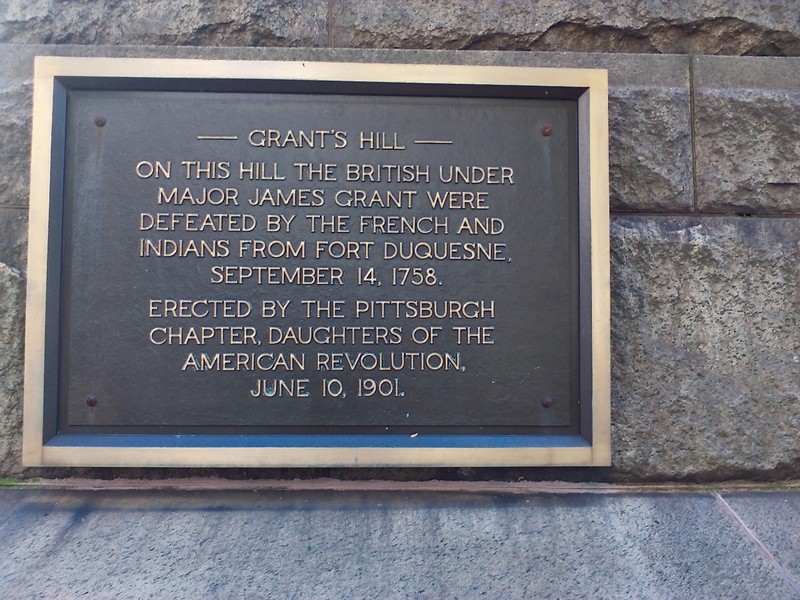 — GRANT'S HILL —
ON THIS HILL THE BRITISH UNDER
MAJOR JAMES GRANT WERE
DEFEATED BY THE FRENCH AND
INDIANS FROM FORT DUQUESNE,
SEPTEMBER 14, 1758.
ERECTED BY THE PITTSBURGH
CHAPTER, DAUGHTERS OF THE
AMERICAN REVOLUTION,
JUNE 10, 1901.